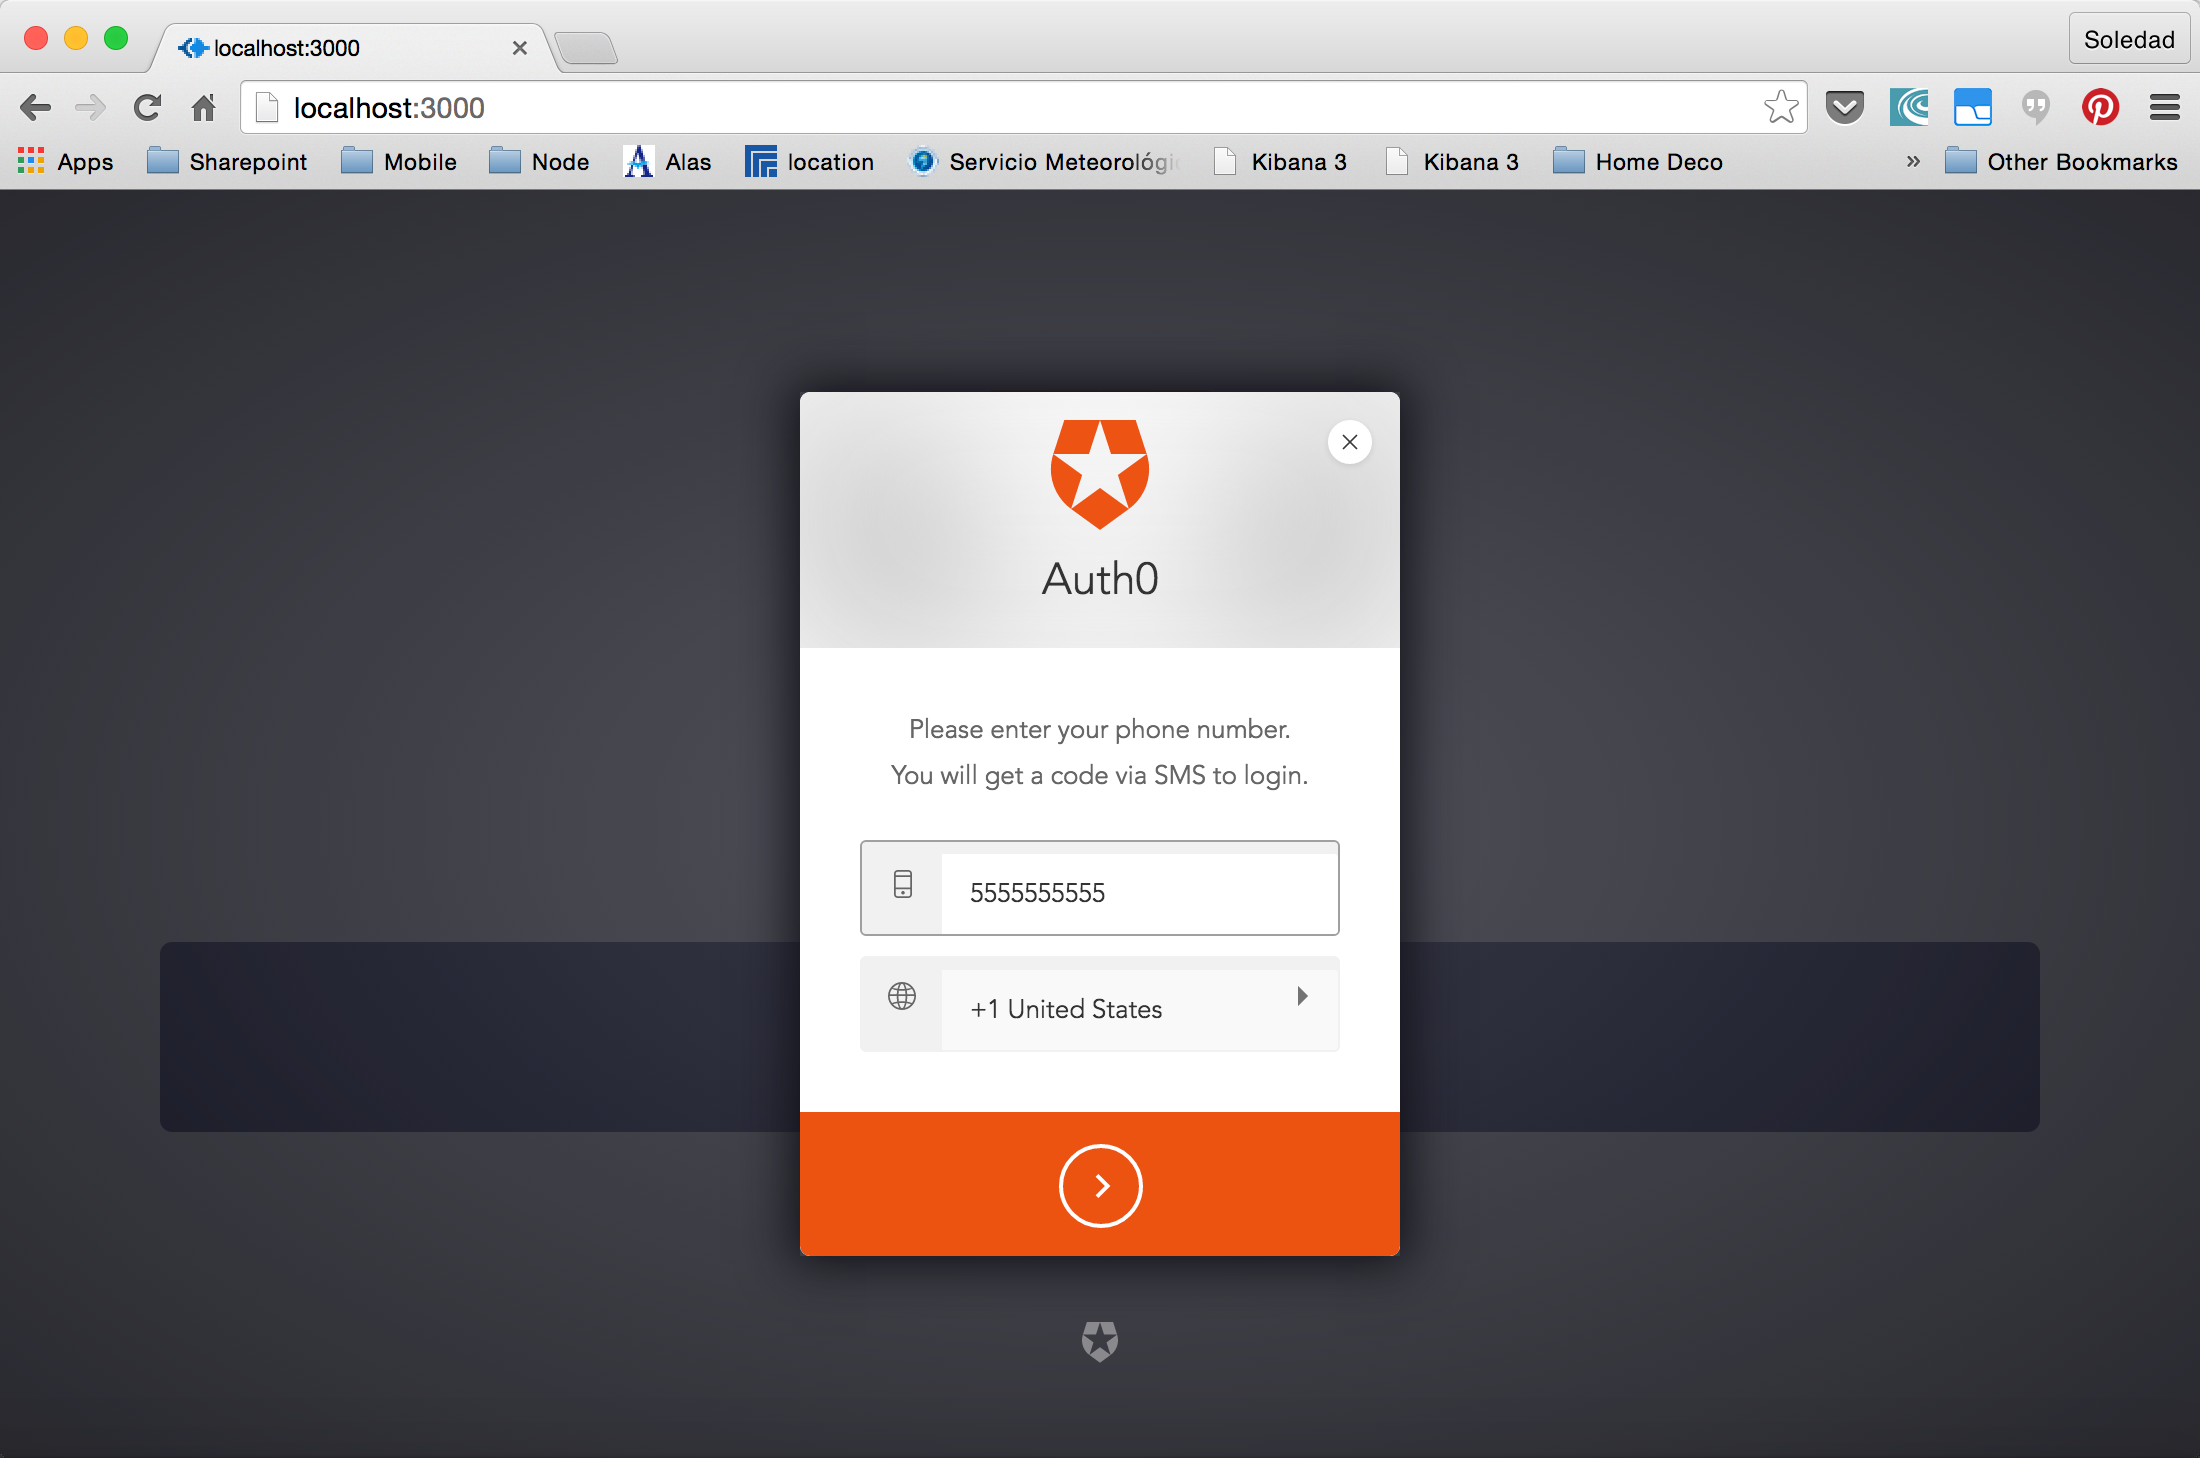 localhost:3000
Soledad
localhost:3000
Apps Sharepoint Mobile Node Alas location Servicio Meteorológi Kibana 3 Kibana 3 Home Deco » Other Bookmarks
Auth0
Please enter your phone number.
You will get a code via SMS to login.
5555555555
+1 United States